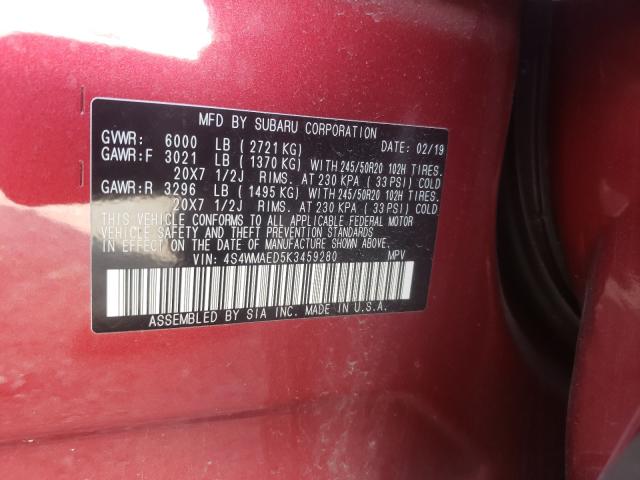 MFD BY SUBARU CORPORATION
GVWR: 6000 LB ( 2721 KG) DATE: 02/19
GAWR:F 3021 LB ( 1370 KG) WITH 245/50R20 102H TIRES.
20X7 1/2J RIMS. AT 230 KPA ( 33 PSI) COLD
GAWR:R 3296 LB ( 1495 KG) WITH 245/50R20 102H TIRES.
20X7 1/2J RIMS. AT 230 KPA ( 33 PSI) COLD
THIS VEHICLE CONFORMS TO ALL APPLICABLE FEDERAL MOTOR
VEHICLE SAFETY AND THEFT PREVENTION STANDARDS
IN EFFECT ON THE DATE OF MANUFACTURE SHOWN ABOVE.
VIN: 4S4WMAED5K3459280 MPV
ASSEMBLED BY SIA INC. MADE IN U.S.A.